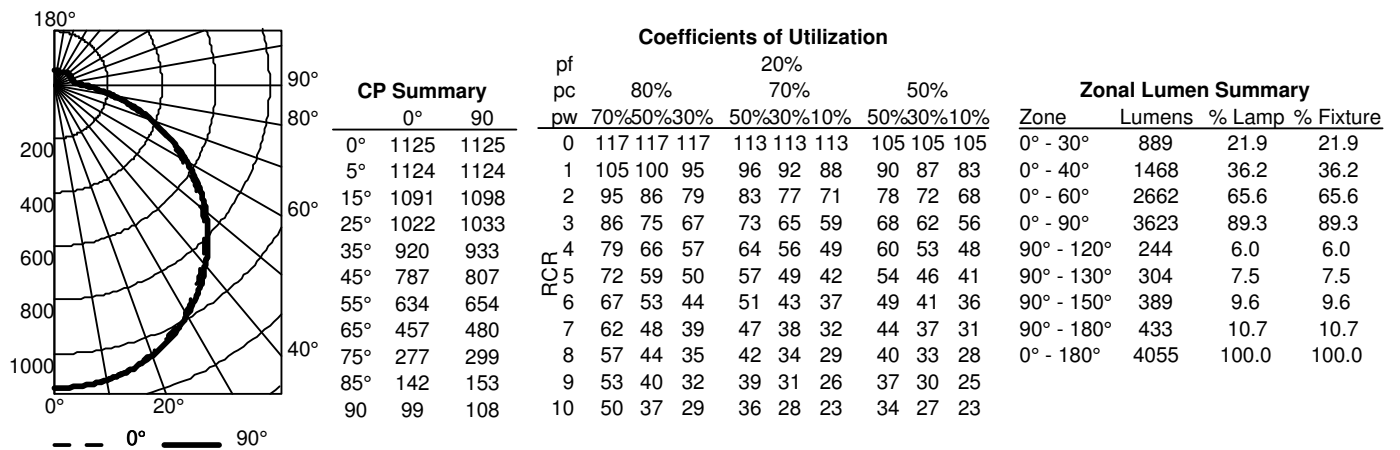 180°
90°
80°
200
400
60°
600
800
40°
1000
0° 20°
0° 90°
CP Summary
0° 90
0° 1125 1125
5° 1124 1124
15° 1091 1098
25° 1022 1033
35° 920 933
45° 787 807
55° 634 654
65° 457 480
75° 277 299
85° 142 153
90 99 108
Coefficients of Utilization
pf 20%
pc 80% 70% 50%
pw 70%50%30% 50%30%10% 50%30%10%
RCR
0 117 117 117 113 113 113 105 105 105
1 105 100 95 96 92 88 90 87 83
2 95 86 79 83 77 71 78 72 68
3 86 75 67 73 65 59 68 62 56
4 79 66 57 64 56 49 60 53 48
5 72 59 50 57 49 42 54 46 41
6 67 53 44 51 43 37 49 41 36
7 62 48 39 47 38 32 44 37 31
8 57 44 35 42 34 29 40 33 28
9 53 40 32 39 31 26 37 30 25
10 50 37 29 36 28 23 34 27 23
Zonal Lumen Summary
Zone Lumens % Lamp % Fixture
0° - 30° 889 21.9 21.9
0° - 40° 1468 36.2 36.2
0° - 60° 2662 65.6 65.6
0° - 90° 3623 89.3 89.3
90° - 120° 244 6.0 6.0
90° - 130° 304 7.5 7.5
90° - 150° 389 9.6 9.6
90° - 180° 433 10.7 10.7
0° - 180° 4055 100.0 100.0